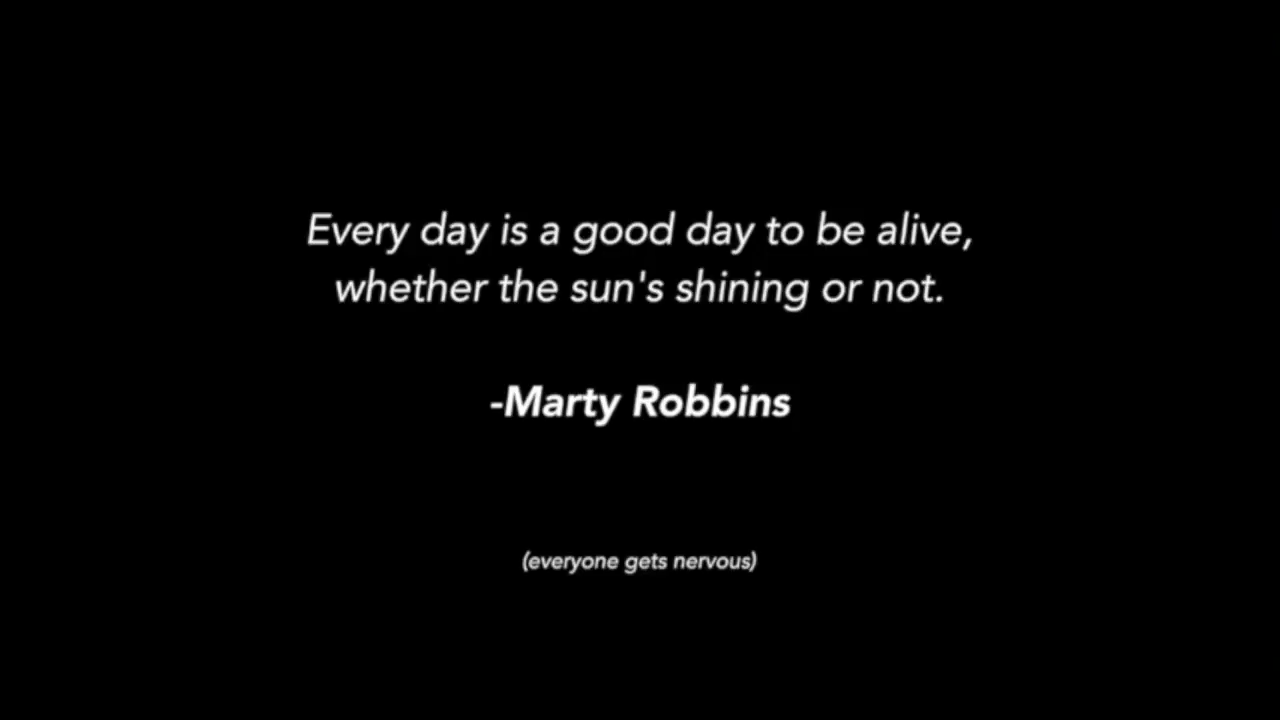 Every day is a good day to be alive,
whether the sun's shining or not.
-Marty Robbins
(everyone gets nervous)